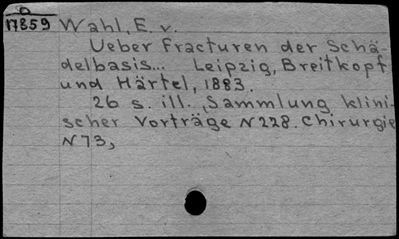 17859 Wahl, E. v.
Ueber Fracturen der Schä-
delbasis... Leipzig, Breitkopf
und Härtel, 1883.
26 s. ill. Sammlung klini-
scher Vorträge N 228. Chirurgie
N 73,